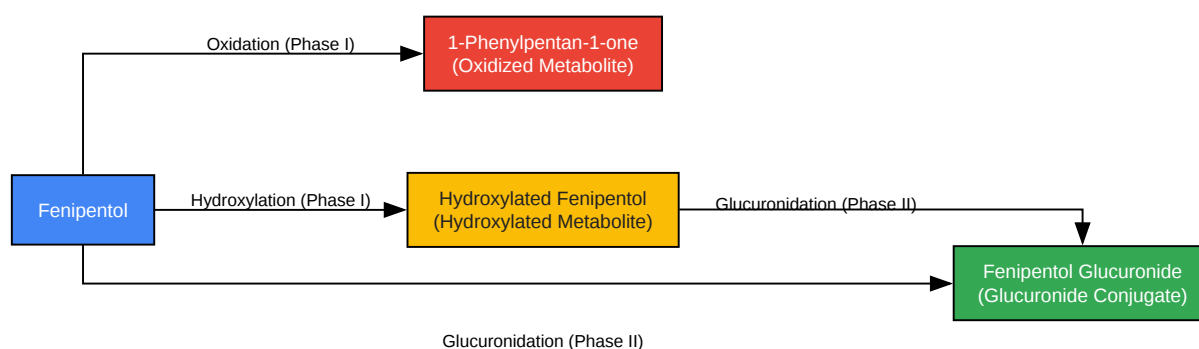 Oxidation (Phase I)
1-Phenylpentan-1-one
(Oxidized Metabolite)
Fenipentol
Hydroxylation (Phase I)
Hydroxylated Fenipentol
(Hydroxylated Metabolite)
Glucuronidation (Phase II)
Fenipentol Glucuronide
(Glucuronide Conjugate)
Glucuronidation (Phase II)